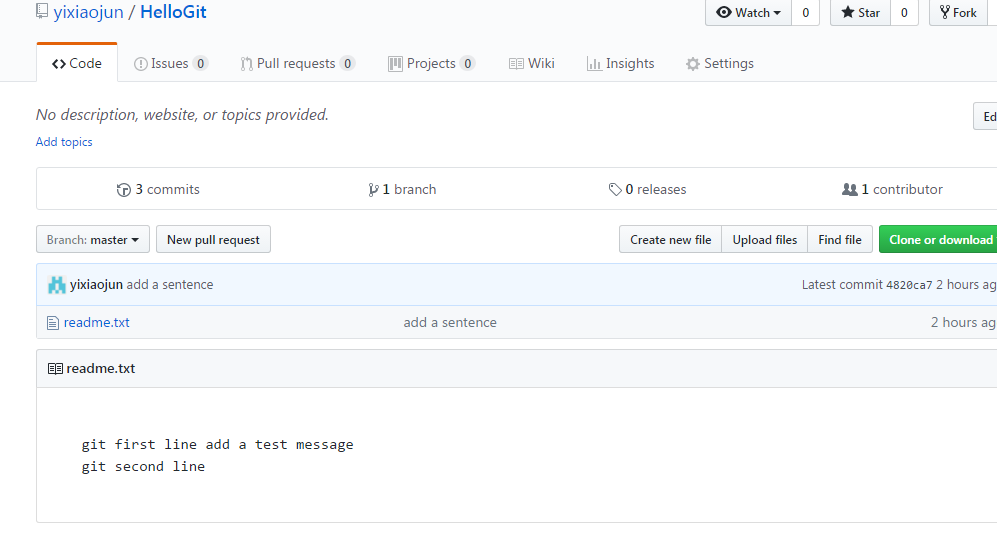 yixiaojun / HelloGit
Watch 0 Star 0 Fork
Code Issues 0 Pull requests 0 Projects 0 Wiki Insights Settings
No description, website, or topics provided.
Add topics
3 commits 1 branch 0 releases 1 contributor
Branch: master New pull request Create new file Upload files Find file Clone or download
yixiaojun add a sentence Latest commit 4820ca7 2 hours ag
readme.txt add a sentence 2 hours ag
readme.txt
git first line add a test message
git second line